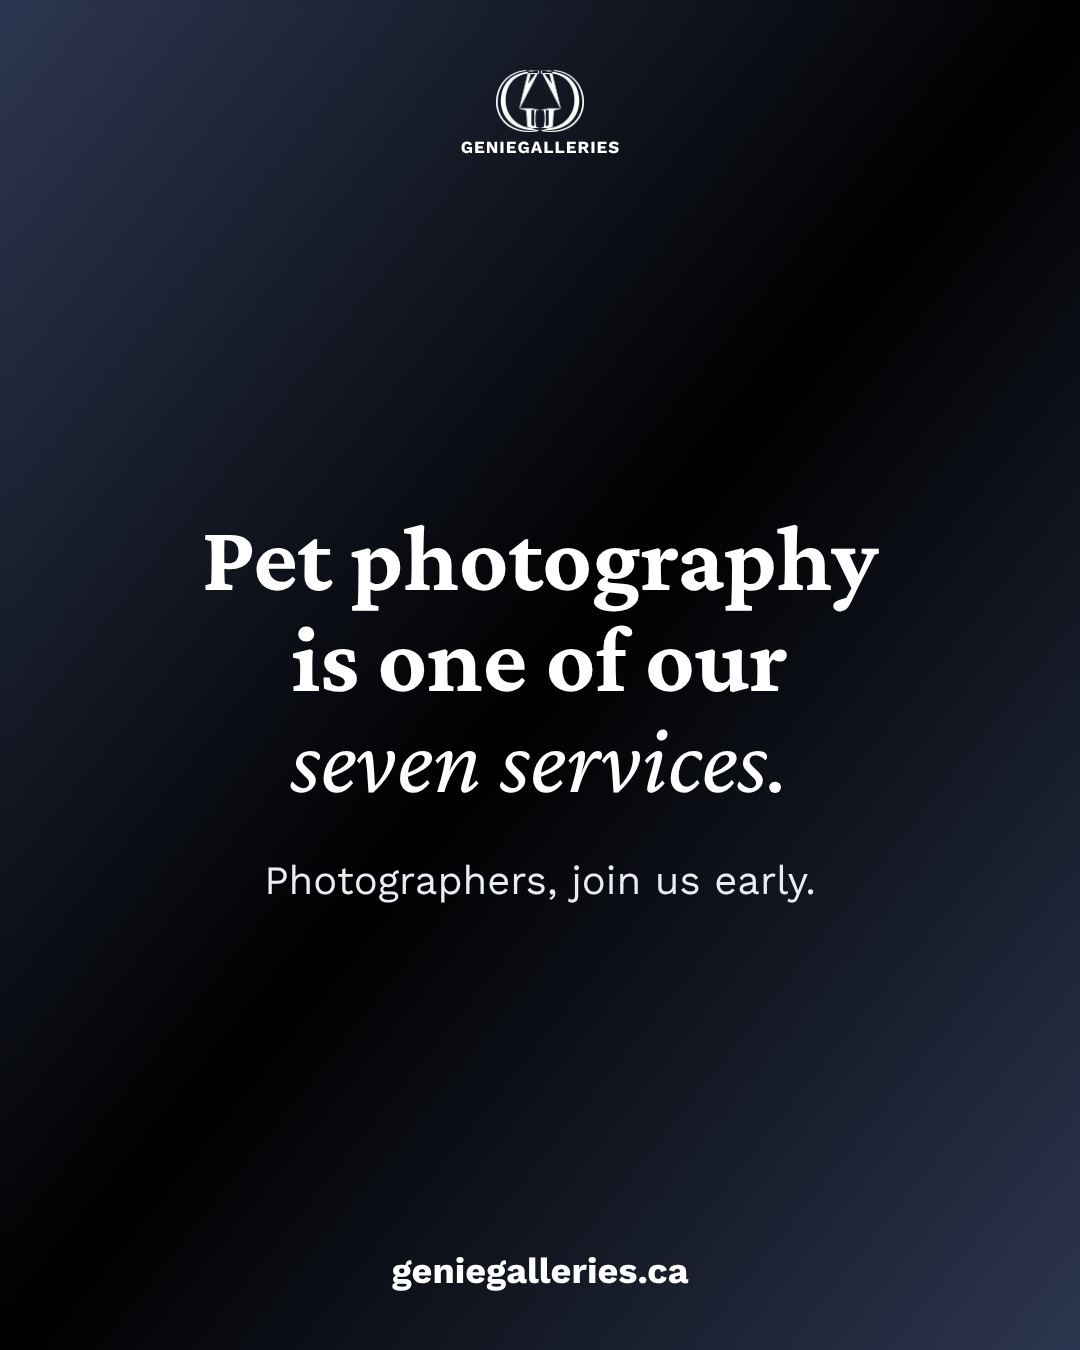 GENIEGALLERIES
Pet photography
is one of our
seven services.
Photographers, join us early.
geniegalleries.ca